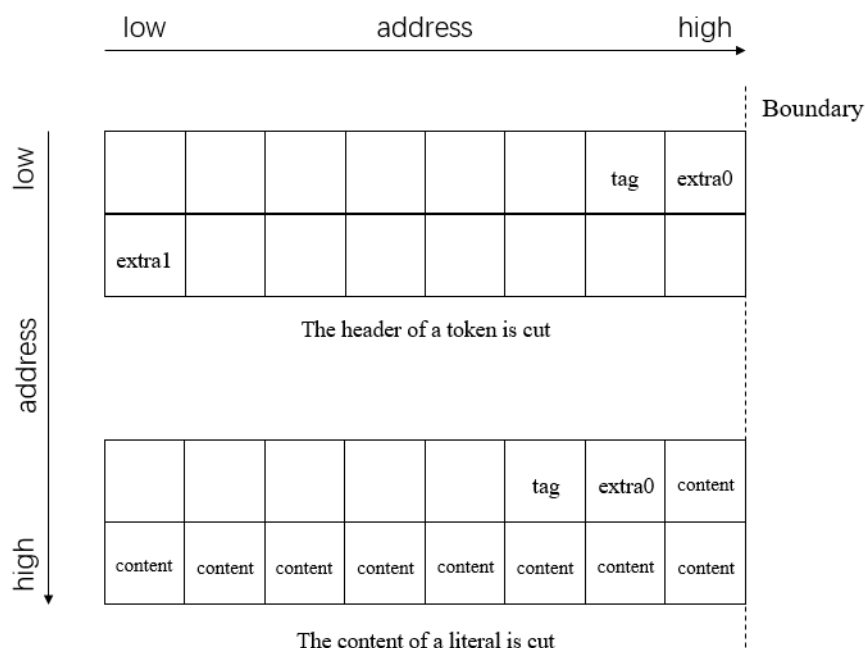 low address high
Boundary
low
tag extra0
extra1
The header of a token is cut
address
tag extra0 content
high
content content content content content content content content
The content of a literal is cut